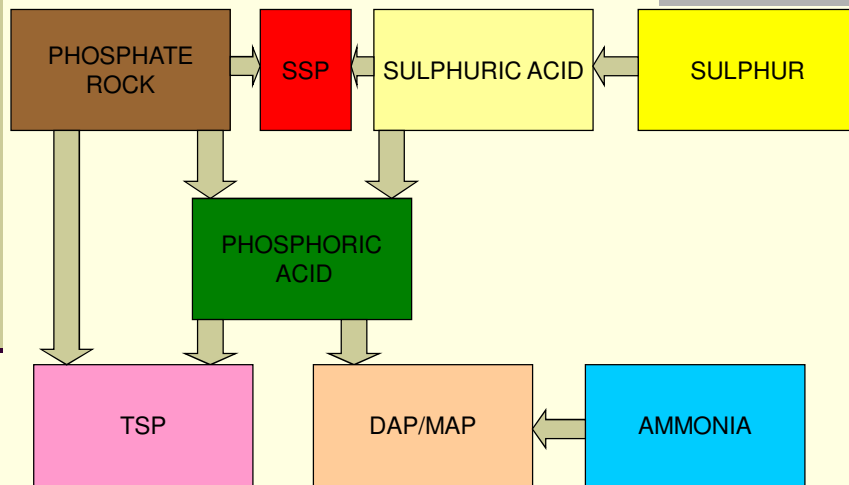 PHOSPHATE
ROCK
SSP
SULPHURIC ACID
SULPHUR
PHOSPHORIC
ACID
TSP
DAP/MAP
AMMONIA